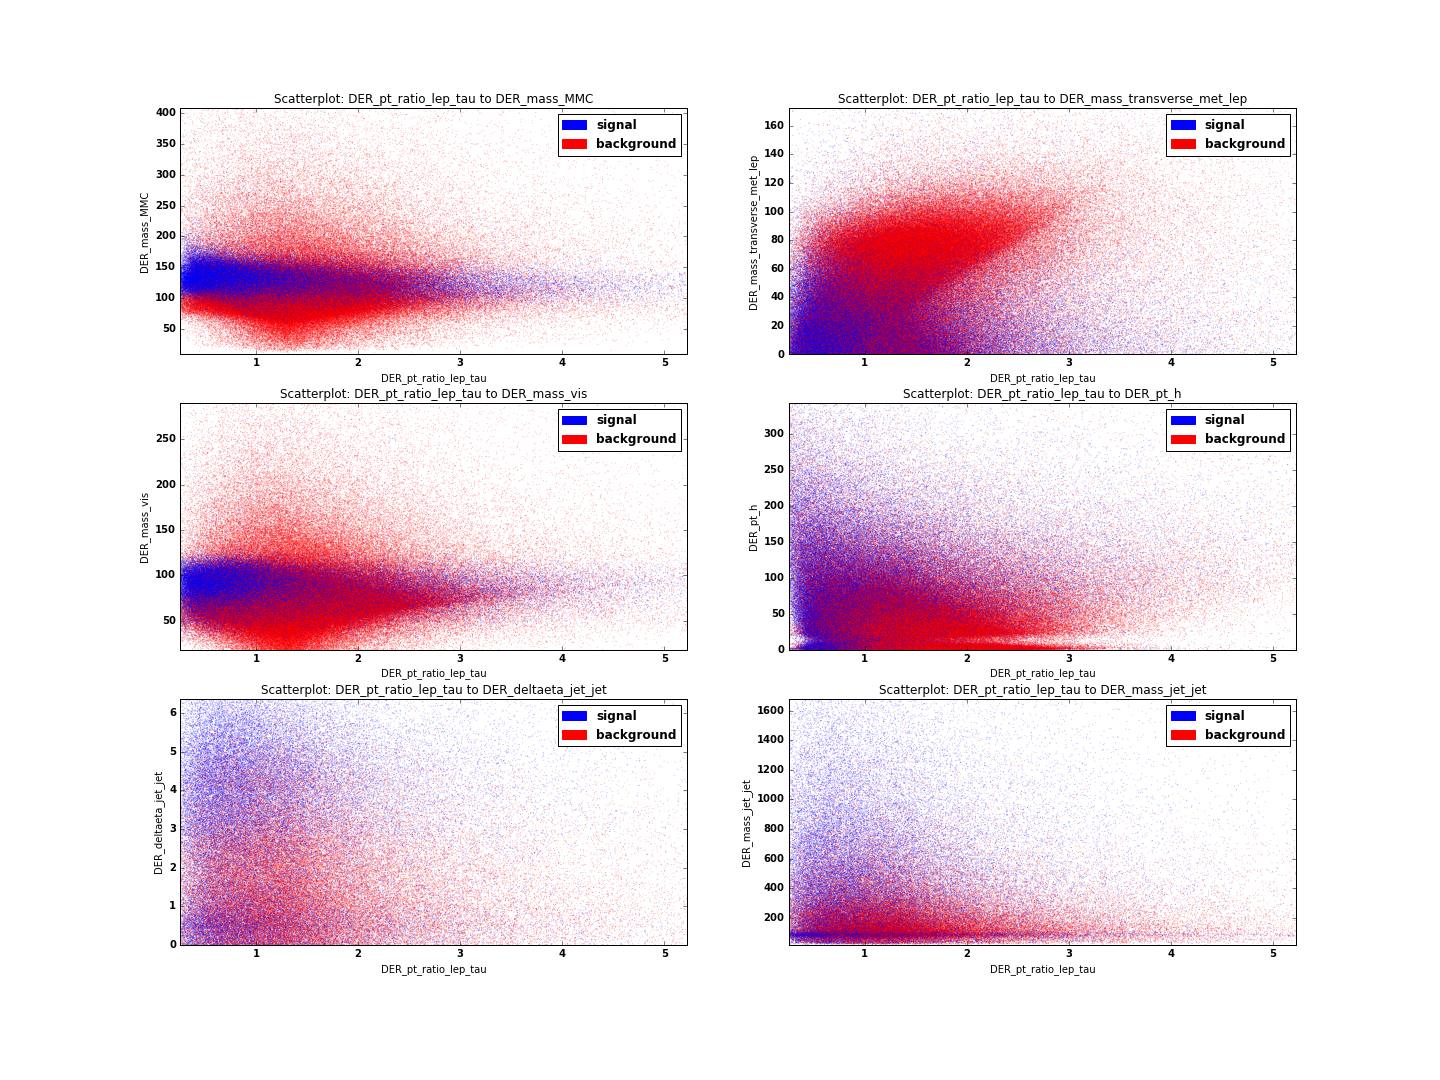 Scatterplot: DER_pt_ratio_lep_tau to DER_mass_MMC
400
350
300
250
200
150
100
50
DER_mass_MMC
signal
background
1 2 3 4 5
DER_pt_ratio_lep_tau
Scatterplot: DER_pt_ratio_lep_tau to DER_mass_transverse_met_lep
160
140
120
100
80
60
40
20
0
DER_mass_transverse_met_lep
signal
background
1 2 3 4 5
DER_pt_ratio_lep_tau
Scatterplot: DER_pt_ratio_lep_tau to DER_mass_vis
250
200
150
100
50
DER_mass_vis
signal
background
1 2 3 4 5
DER_pt_ratio_lep_tau
Scatterplot: DER_pt_ratio_lep_tau to DER_pt_h
300
250
200
150
100
50
0
DER_pt_h
signal
background
1 2 3 4 5
DER_pt_ratio_lep_tau
Scatterplot: DER_pt_ratio_lep_tau to DER_deltaeta_jet_jet
6
5
4
3
2
1
0
DER_deltaeta_jet_jet
signal
background
1 2 3 4 5
DER_pt_ratio_lep_tau
Scatterplot: DER_pt_ratio_lep_tau to DER_mass_jet_jet
1600
1400
1200
1000
800
600
400
200
DER_mass_jet_jet
signal
background
1 2 3 4 5
DER_pt_ratio_lep_tau